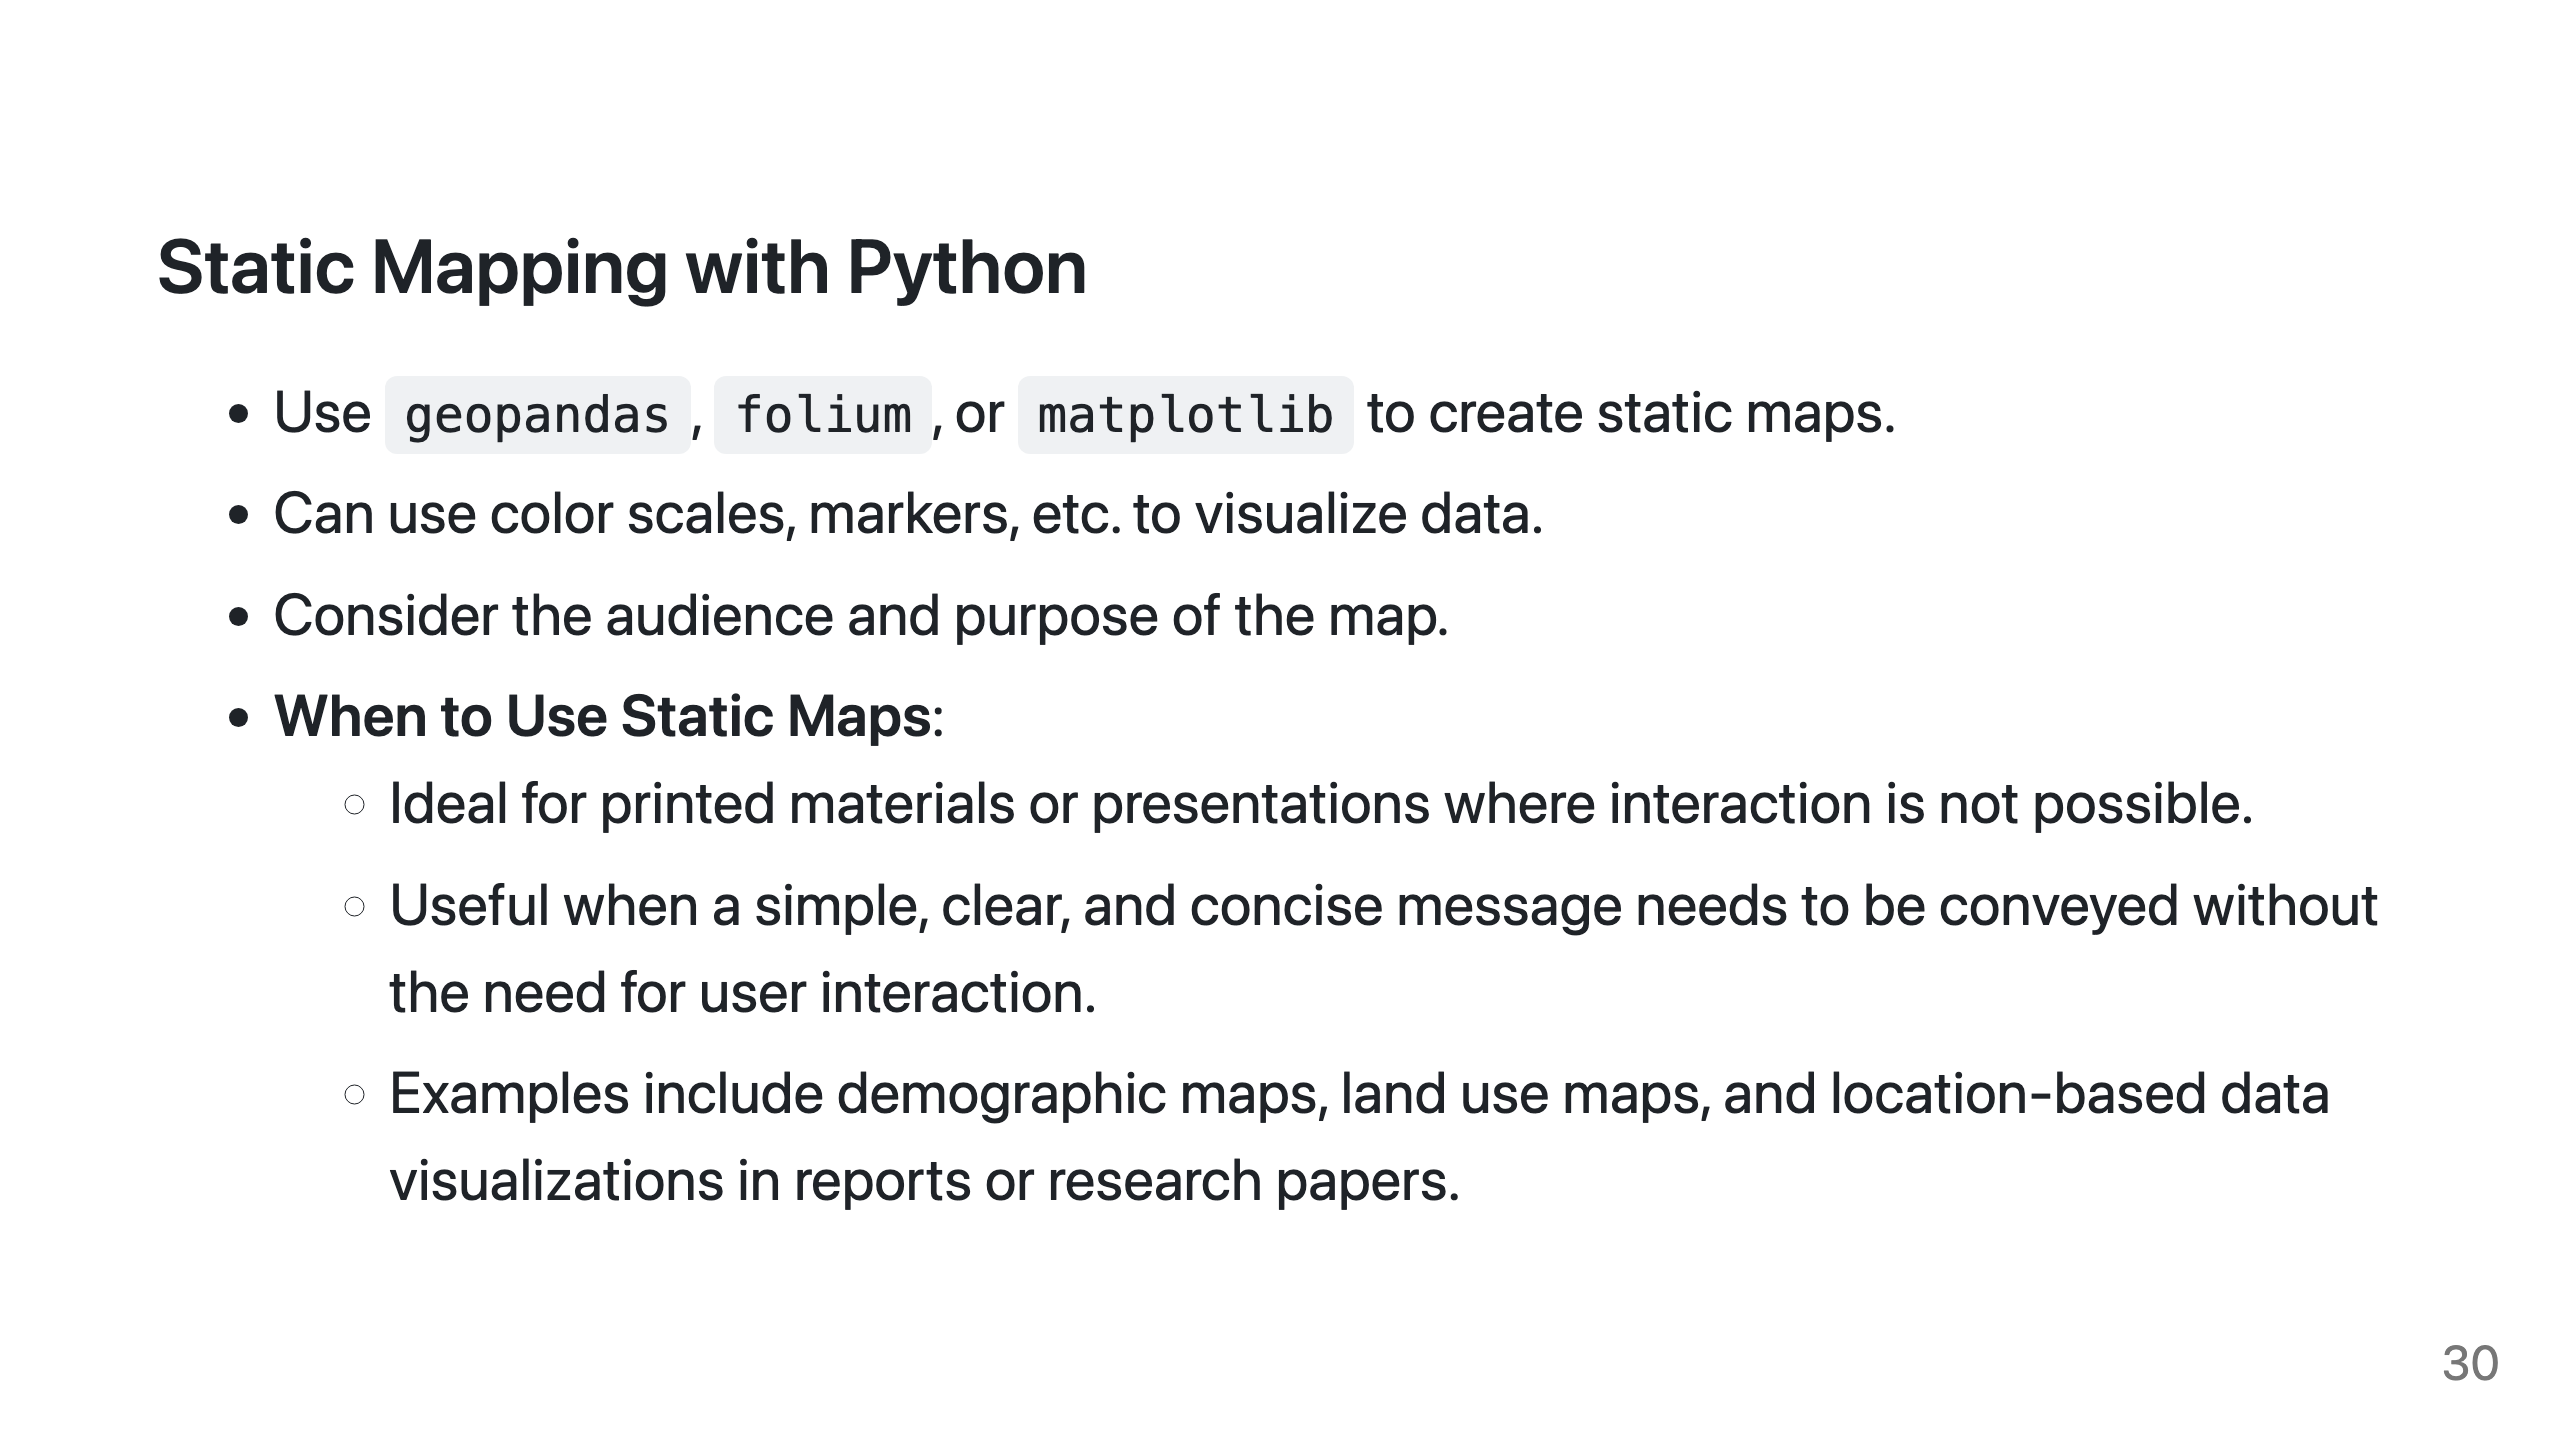 Static Mapping with Python
Use geopandas, folium, or matplotlib to create static maps.
Can use color scales, markers, etc. to visualize data.
Consider the audience and purpose of the map.
When to Use Static Maps:
Ideal for printed materials or presentations where interaction is not possible.
Useful when a simple, clear, and concise message needs to be conveyed without
the need for user interaction.
Examples include demographic maps, land use maps, and location-based data
visualizations in reports or research papers.
30